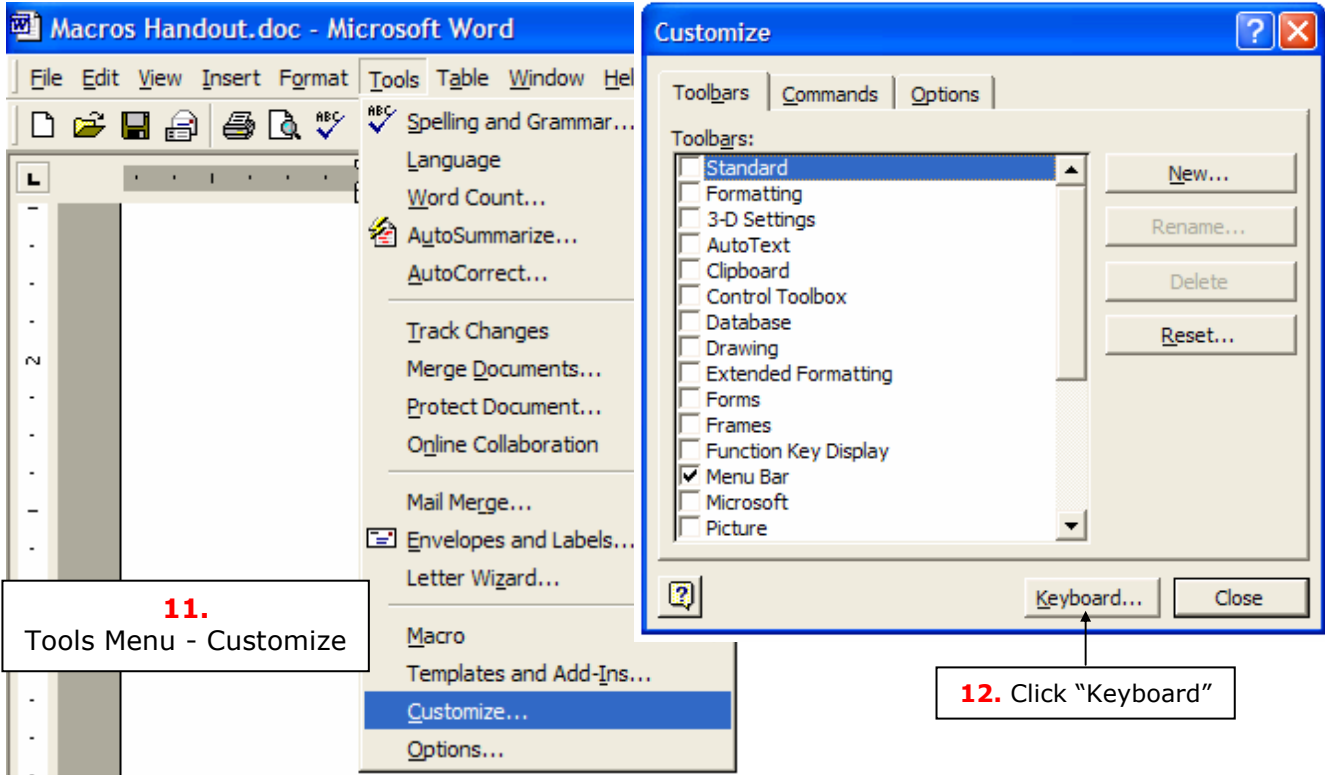 Macros Handout.doc - Microsoft Word
File Edit View Insert Format Tools Table Window Hel
ABC
ABC
Spelling and Grammar...
Language
Word Count...
AutoSummarize...
AutoCorrect...
Track Changes
Merge Documents...
Protect Document...
Online Collaboration
Mail Merge...
Envelopes and Labels...
Letter Wizard...
Macro
Templates and Add-Ins...
Customize...
Options...
L
2
11.
Tools Menu - Customize
Customize
Toolbars Commands Options
Toolbars:
Standard
Formatting
3-D Settings
AutoText
Clipboard
Control Toolbox
Database
Drawing
Extended Formatting
Forms
Frames
Function Key Display
Menu Bar
Microsoft
Picture
New...
Rename...
Delete
Reset...
Keyboard... Close
12. Click “Keyboard”